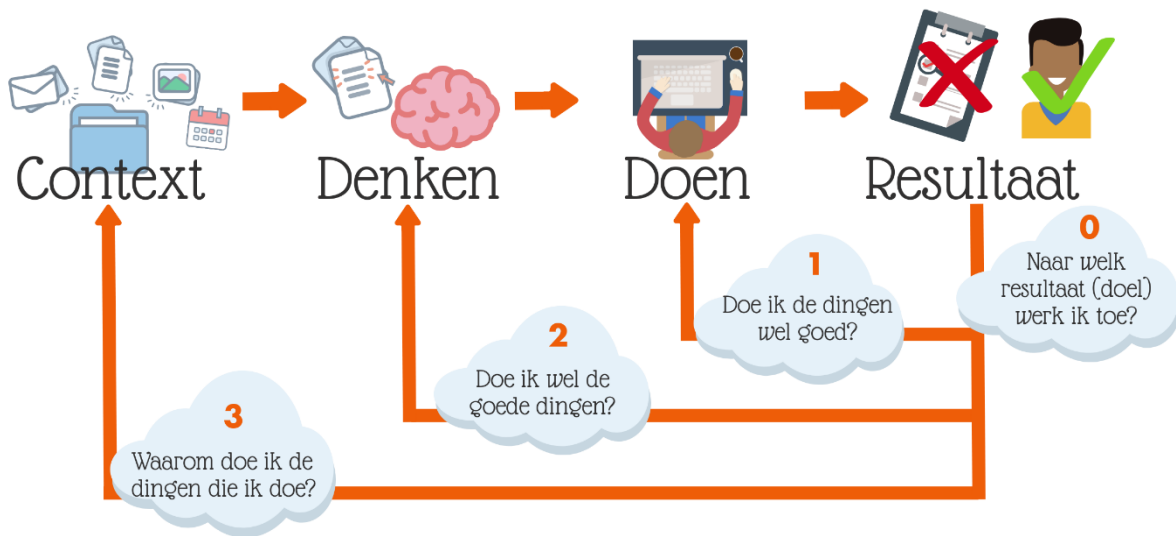 Context
Denken
Doen
Resultaat
0
Naar welk
resultaat (doel)
werk ik toe?
1
Doe ik de dingen
wel goed?
2
Doe ik wel de
goede dingen?
3
Waarom doe ik de
dingen die ik doe?